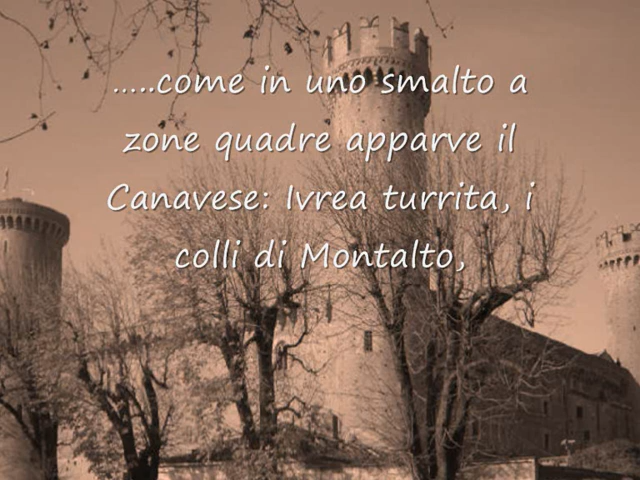 …..come in uno smalto a
zone quadre apparve il
Canavese: Ivrea turrita, i
colli di Montalto,